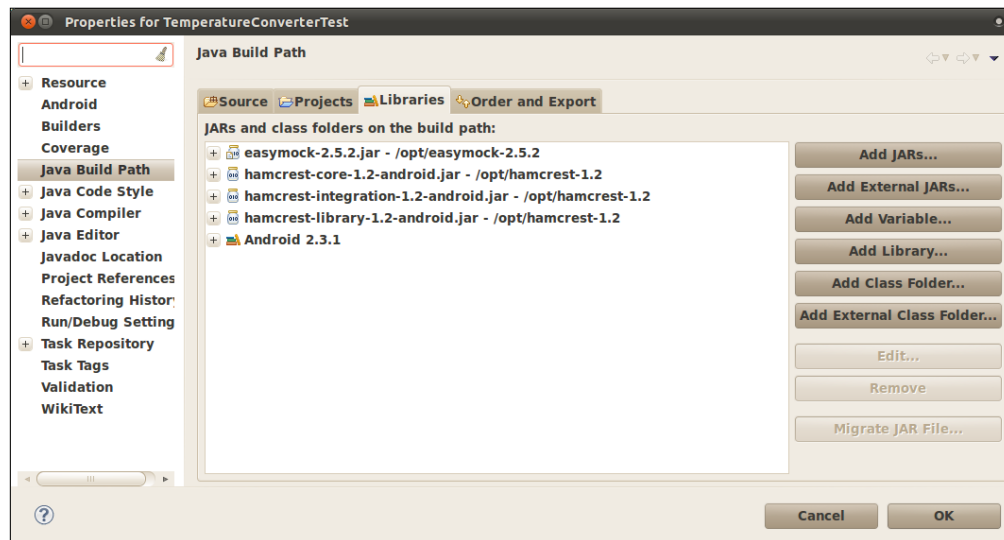 Properties for TemperatureConverterTest
Java Build Path
Resource
Android
Builders
Coverage
Java Build Path
Java Code Style
Java Compiler
Java Editor
Javadoc Location
Project References
Refactoring Histor
Run/Debug Setting
Task Repository
Task Tags
Validation
WikiText
Source Projects Libraries Order and Export
JARs and class folders on the build path:
easymock-2.5.2.jar - /opt/easymock-2.5.2
hamcrest-core-1.2-android.jar - /opt/hamcrest-1.2
hamcrest-integration-1.2-android.jar - /opt/hamcrest-1.2
hamcrest-library-1.2-android.jar - /opt/hamcrest-1.2
Android 2.3.1
Add JARs...
Add External JARs...
Add Variable...
Add Library...
Add Class Folder...
Add External Class Folder...
Edit...
Remove
Migrate JAR File...
Cancel OK